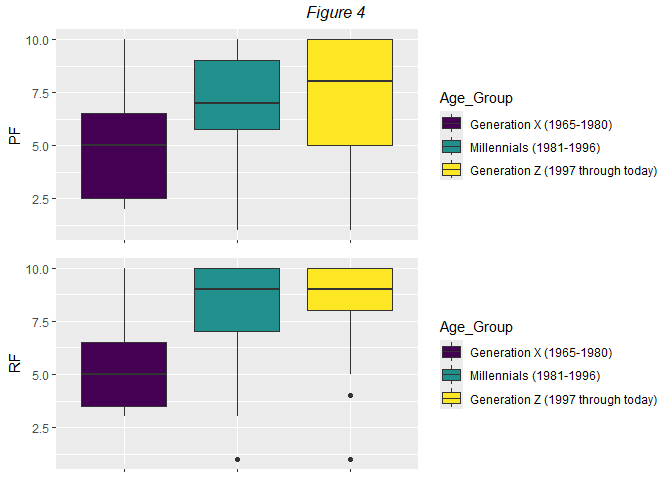 Figure 4
PF
10.0
7.5
5.0
2.5
Age_Group
Generation X (1965-1980)
Millennials (1981-1996)
Generation Z (1997 through today)
RF
10.0
7.5
5.0
2.5
Age_Group
Generation X (1965-1980)
Millennials (1981-1996)
Generation Z (1997 through today)